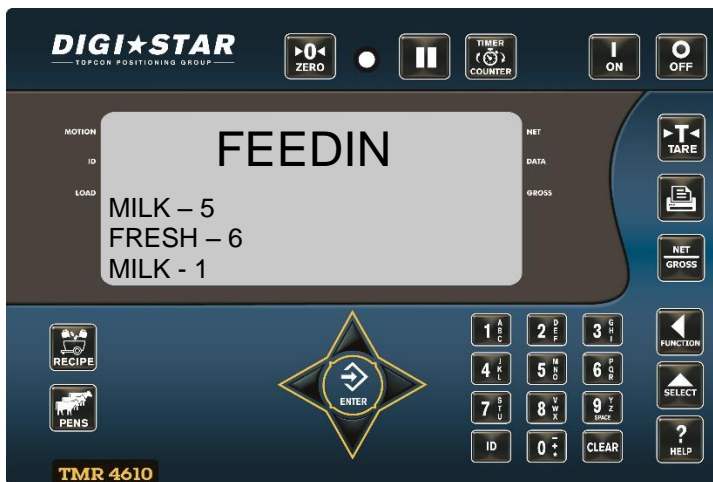 DIGI★STAR
TOPCON POSITIONING GROUP
▸0◂
ZERO
TIMER
COUNTER
I
ON
O
OFF
MOTION
ID
LOAD
FEEDIN
MILK – 5
FRESH – 6
MILK - 1
NET
DATA
GROSS
▸T◂
TARE
NET
GROSS
RECIPE
PENS
ENTER
1 A B C
2 D E F
3 G H I
FUNCTION
4 J K L
5 M N O
6 P Q R
SELECT
7 S T U
8 V W X
9 Y Z SPACE
ID
0 - + *
CLEAR
?
HELP
TMR 4610